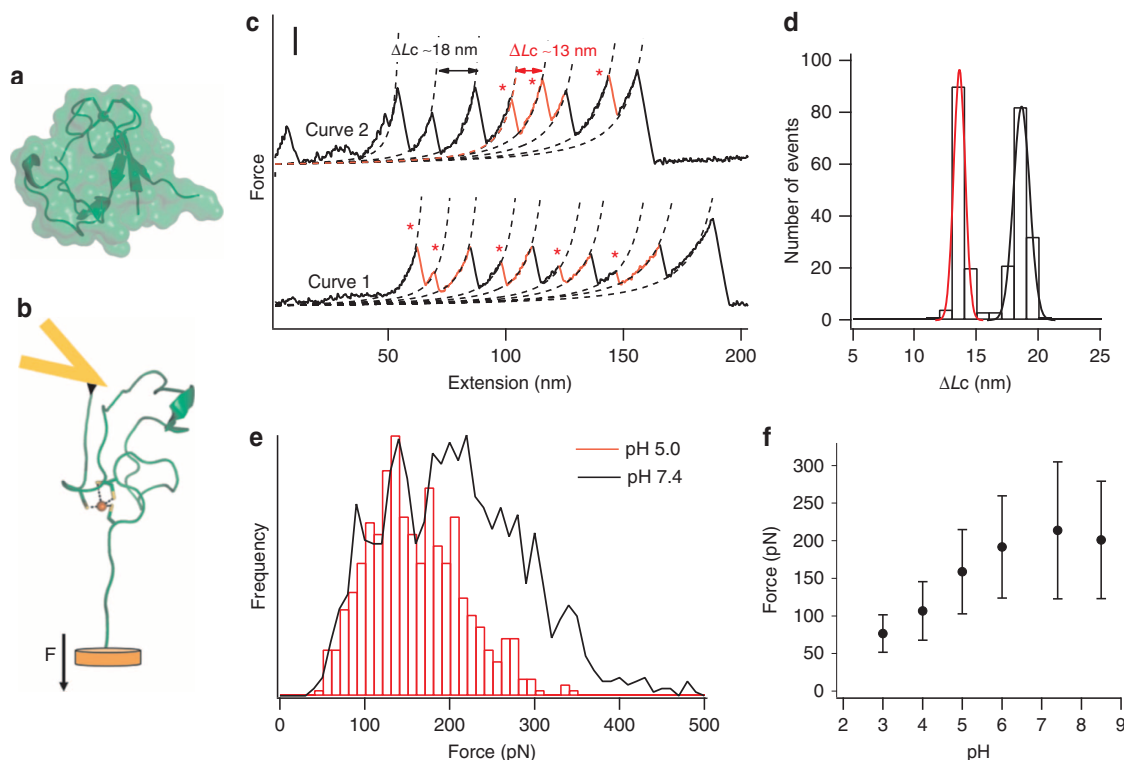 a
b
F
c
ΔLc ~18 nm
ΔLc ~13 nm
*
*
*
Curve 2
Force
*
*
*
*
*
Curve 1
50
100
150
200
Extension (nm)
d
100
80
60
40
20
0
Number of events
5
10
15
20
25
ΔLc (nm)
e
pH 5.0
pH 7.4
Frequency
0
100
200
300
400
500
Force (pN)
f
300
250
200
150
100
50
0
Force (pN)
2
3
4
5
6
7
8
9
pH